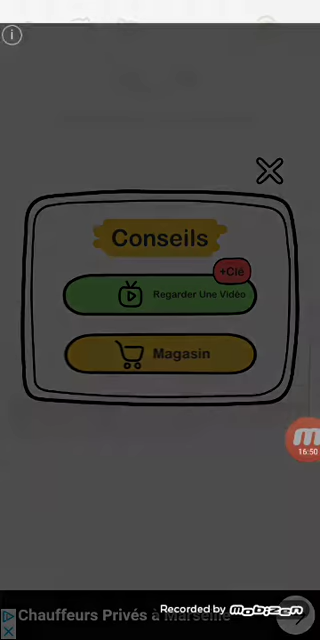 Conseils
+Clé
Regarder Une Vidéo
Magasin
16:50
Chauffeurs Privés à Marseille
Recorded by Mobizen